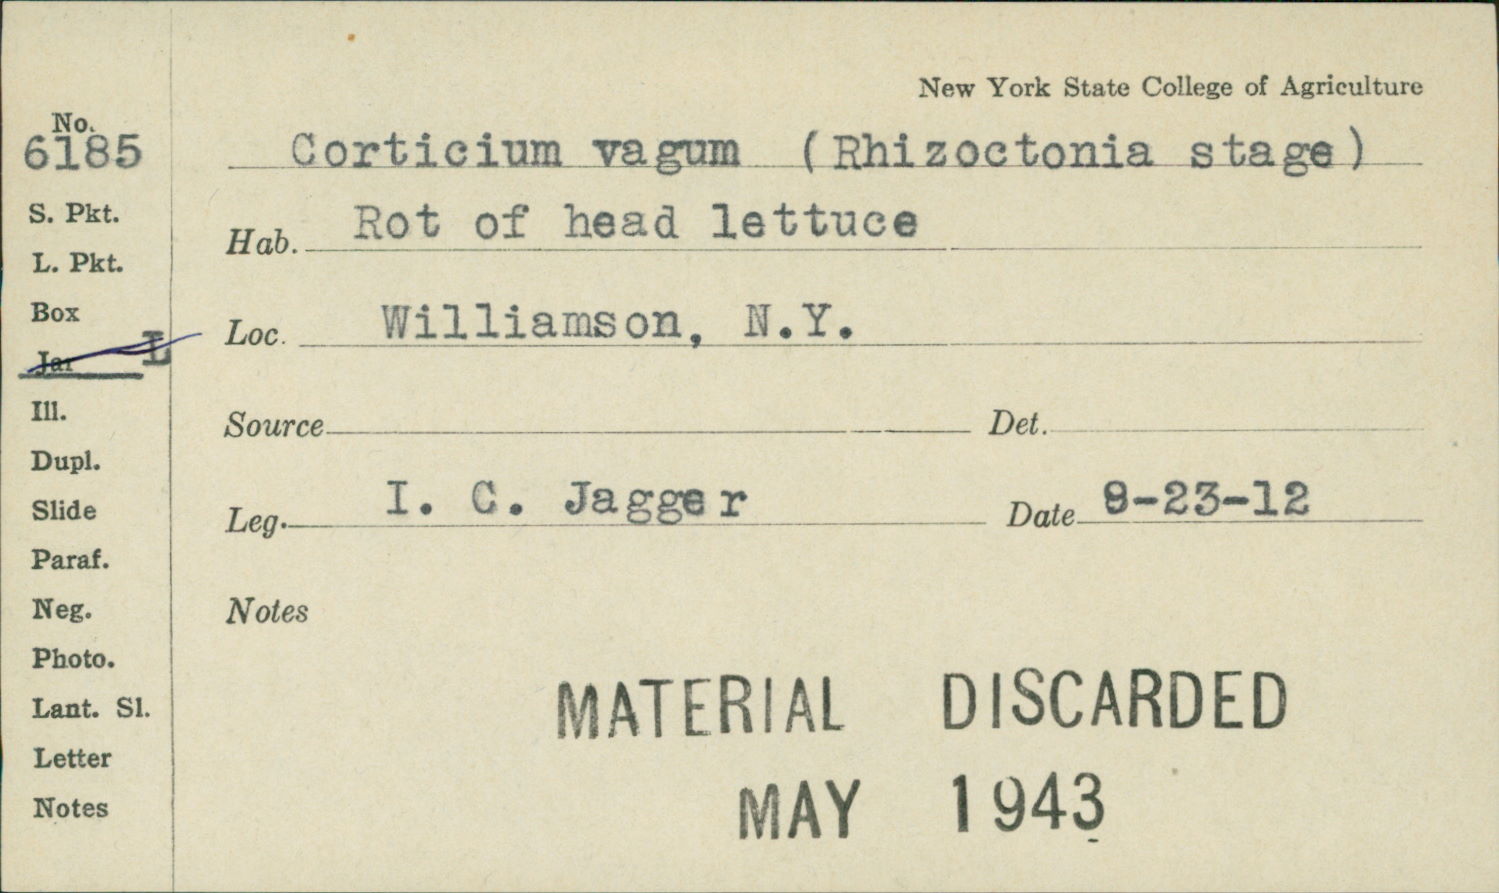 New York State College of Agriculture
No.
6185
Corticium vagum (Rhizoctonia stage)
S. Pkt.
Hab. Rot of head lettuce
L. Pkt.
Box
Loc. Williamson, N.Y.
Jar L
Ill.
Source Det.
Dupl.
Slide
Leg. I. C. Jagger Date 8-23-12
Paraf.
Neg.
Notes
Photo.
Lant. Sl.
MATERIAL DISCARDED
Letter
Notes
MAY 1943